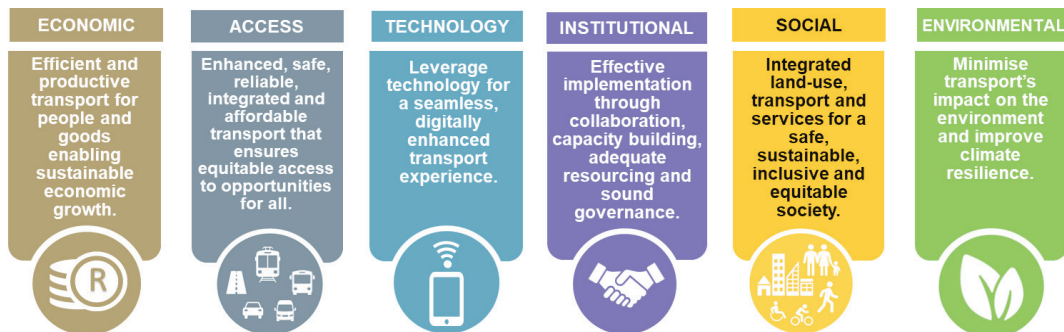 ECONOMIC
Efficient and
productive
transport for
people and
goods
enabling
sustainable
economic
growth.
R
ACCESS
Enhanced, safe,
reliable,
integrated and
affordable
transport that
ensures
equitable access
to opportunities
for all.
TECHNOLOGY
Leverage
technology for
a seamless,
digitally
enhanced
transport
experience.
INSTITUTIONAL
Effective
implementation
through
collaboration,
capacity building,
adequate
resourcing and
sound
governance.
SOCIAL
Integrated
land-use,
transport and
services for a
safe,
sustainable,
inclusive and
equitable
society.
ENVIRONMENTAL
Minimise
transport's
impact on the
environment
and improve
climate
resilience.